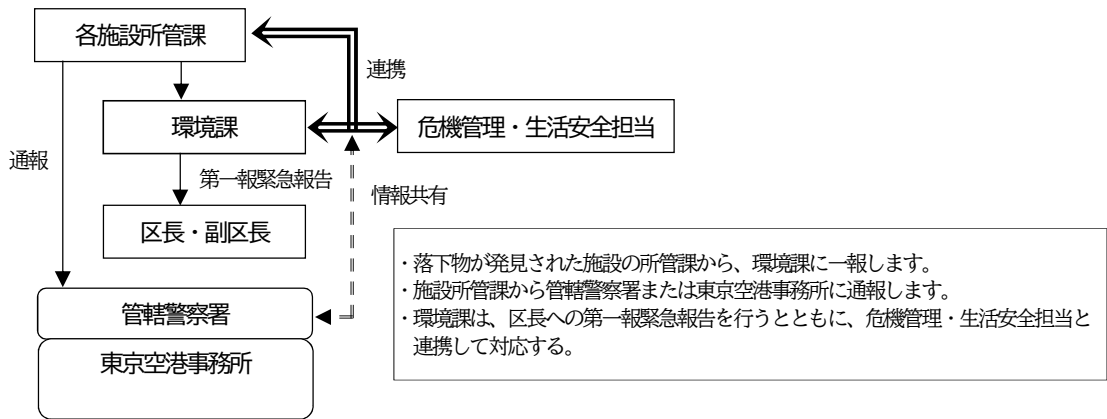 各施設所管課
連携
環境課
危機管理・生活安全担当
通報
第一報緊急報告
情報共有
区長・副区長
・落下物が発見された施設の所管課から、環境課に一報します。
・施設所管課から管轄警察署または東京空港事務所に通報します。
・環境課は、区長への第一報緊急報告を行うとともに、危機管理・生活安全担当と
連携して対応する。
管轄警察署
東京空港事務所